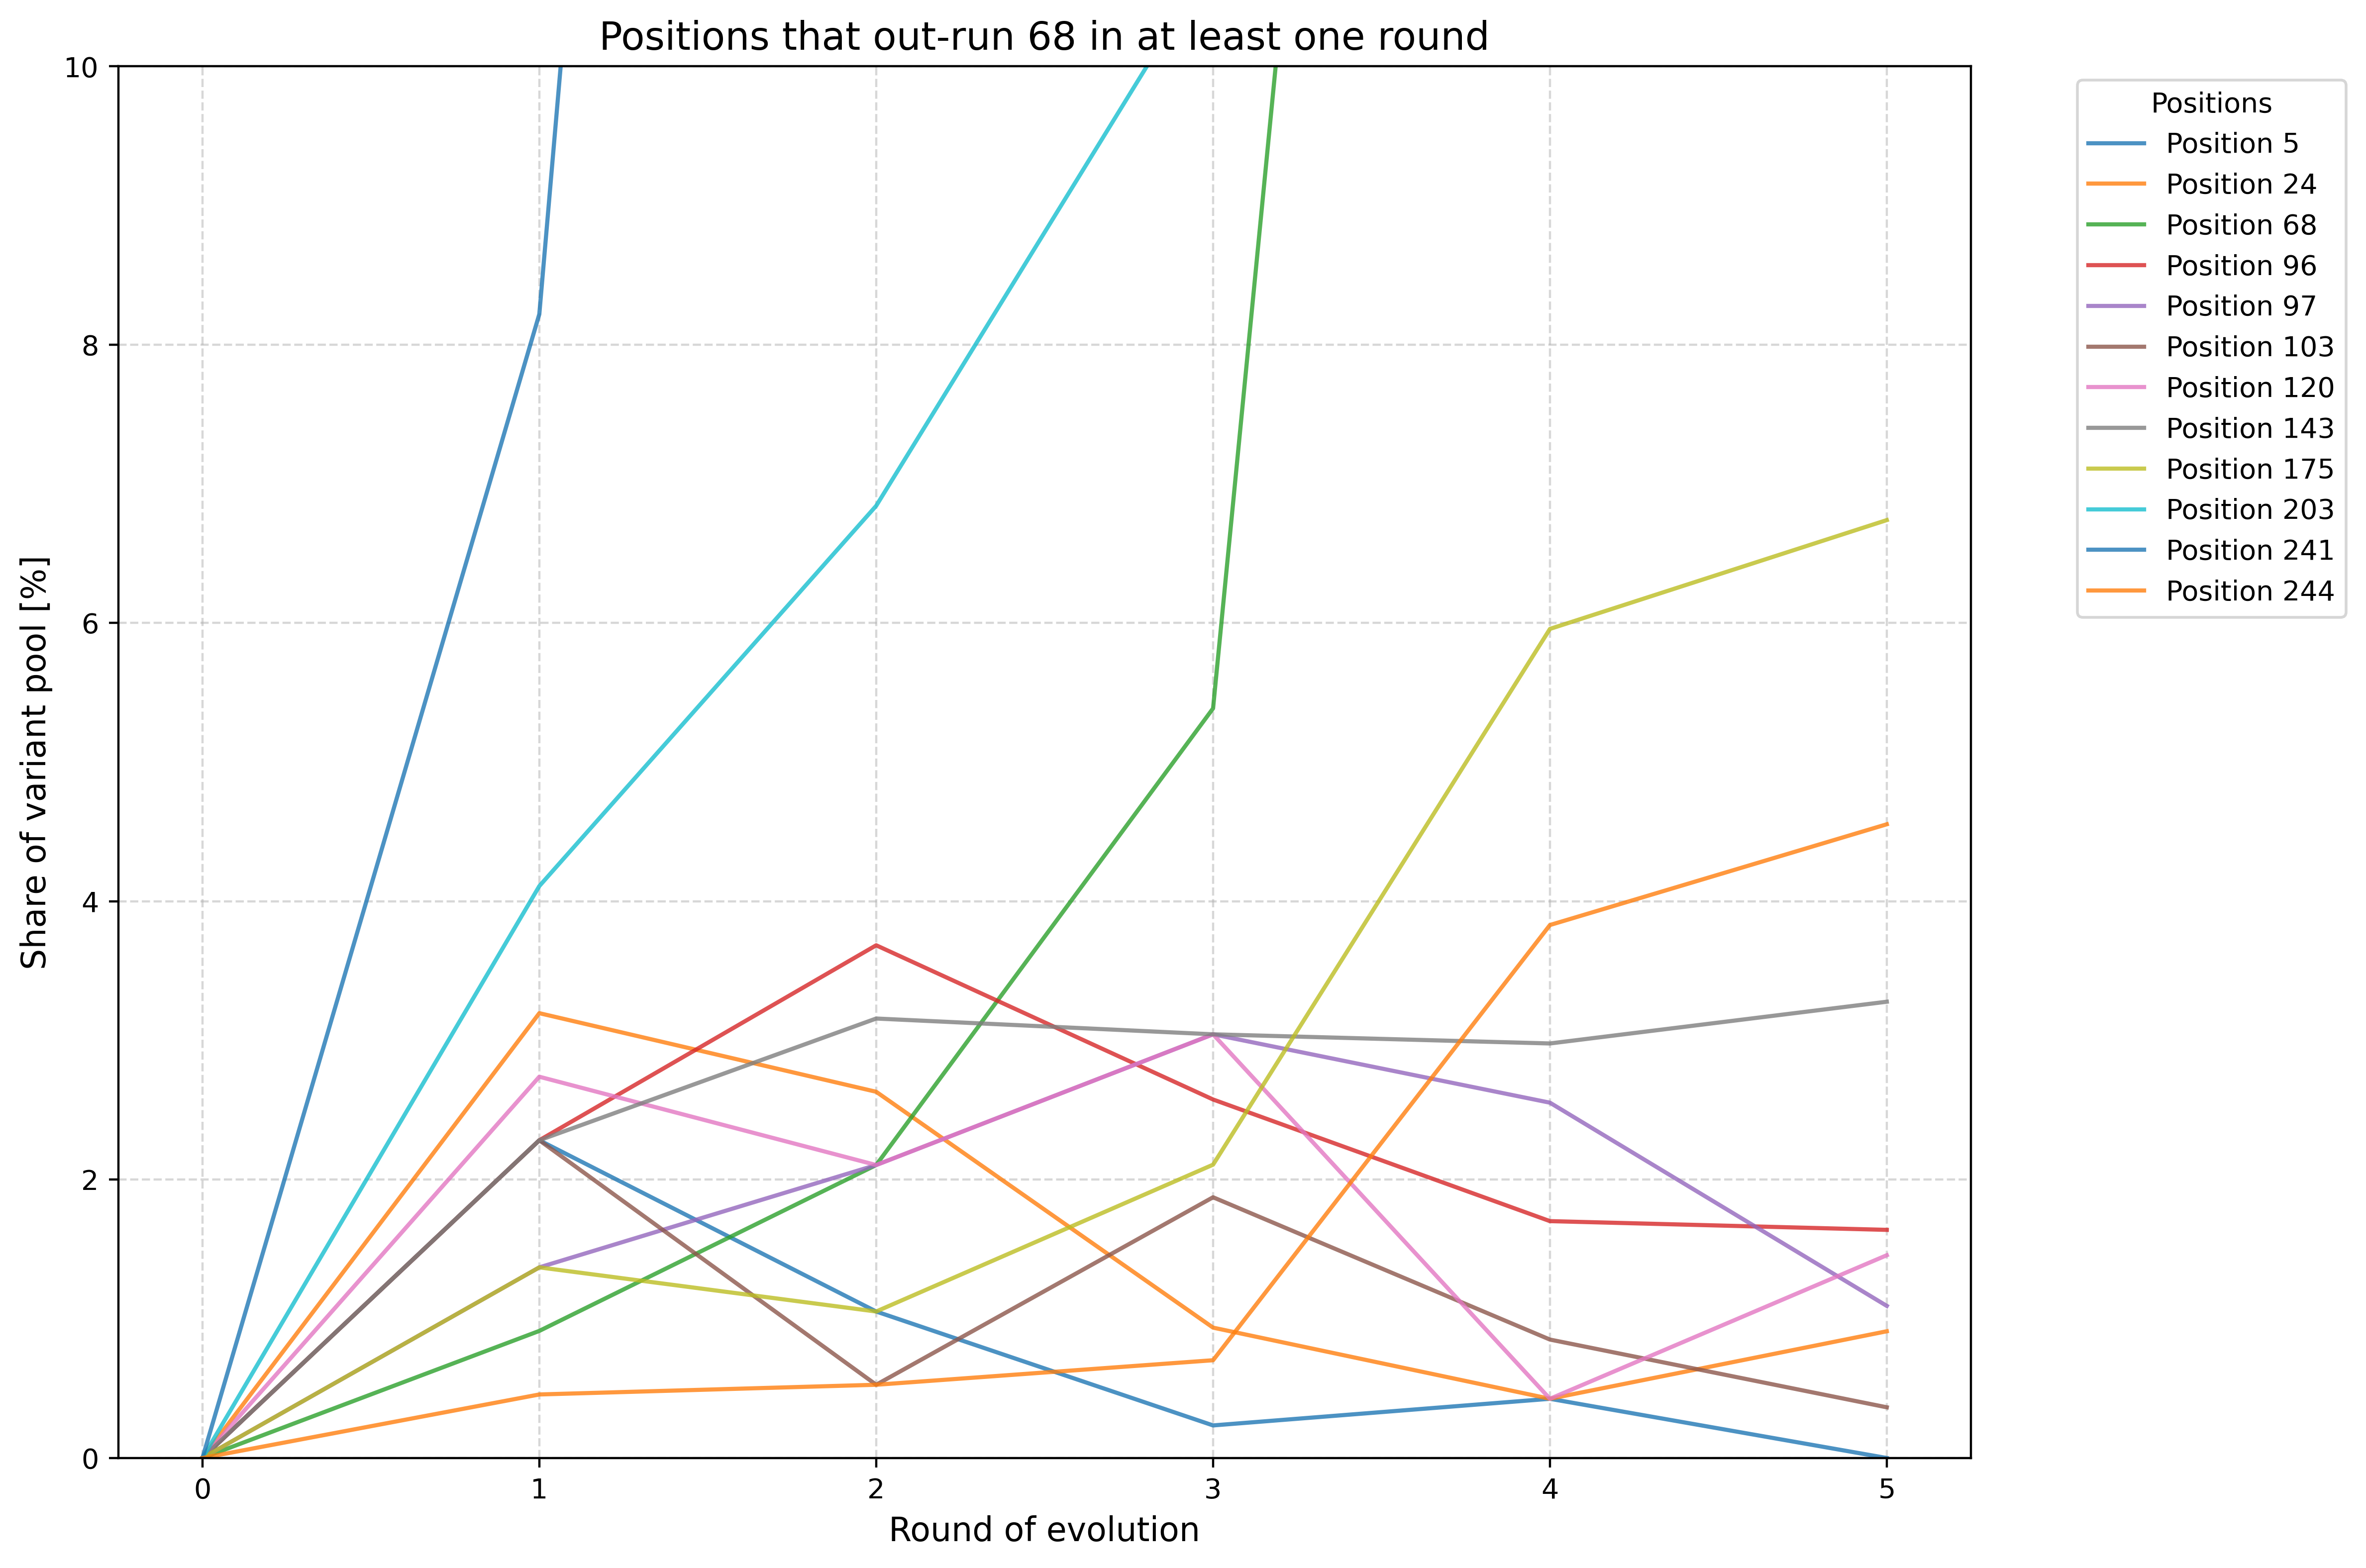 Positions that out-run 68 in at least one round
10
8
6
4
2
0
Share of variant pool [%]
0 1 2 3 4 5
Round of evolution
Positions
Position 5
Position 24
Position 68
Position 96
Position 97
Position 103
Position 120
Position 143
Position 175
Position 203
Position 241
Position 244